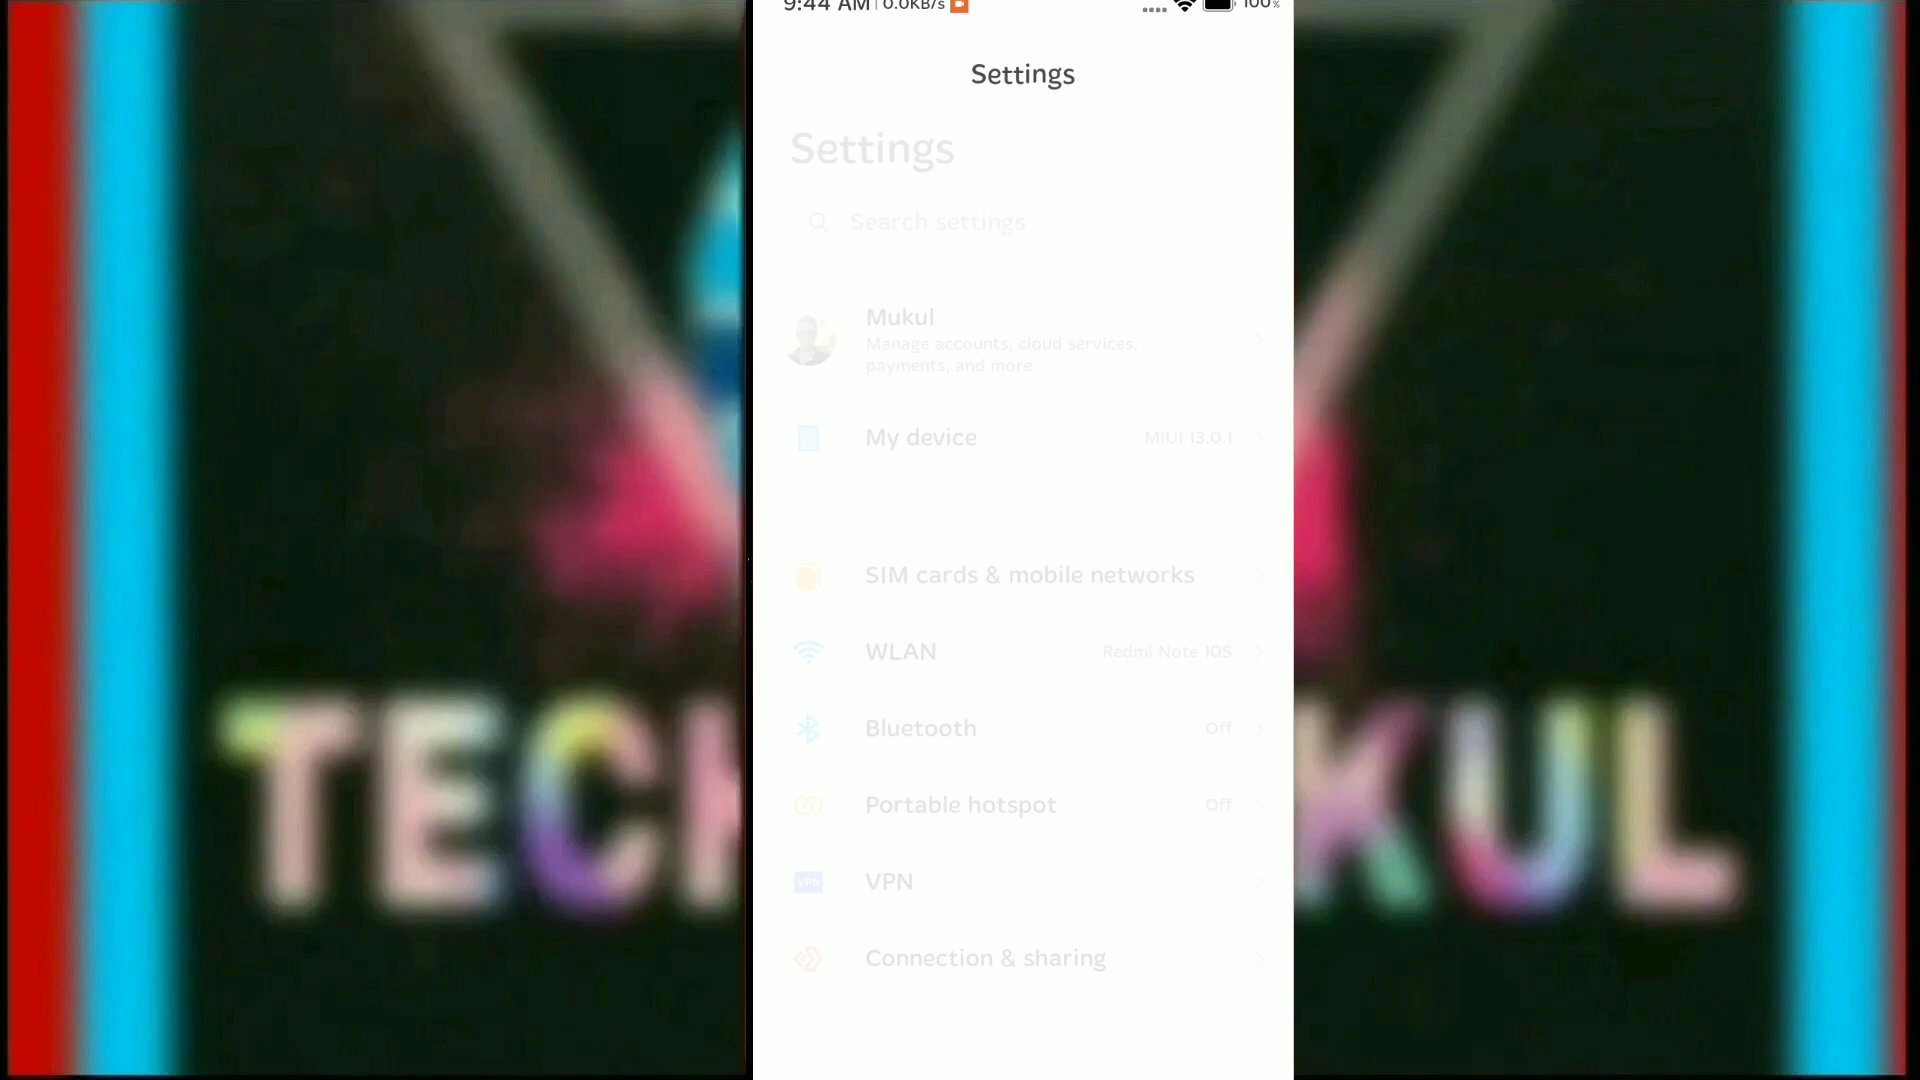 9:44 AM 0.0KB/s 100%
Settings
Settings
Search settings
Mukul
Manage accounts, cloud services,
payments, and more
My device MIUI 13.0.1
SIM cards & mobile networks
WLAN Redmi Note 10S
Bluetooth Off
Portable hotspot Off
VPN VPN
Connection & sharing
TECH
KUL